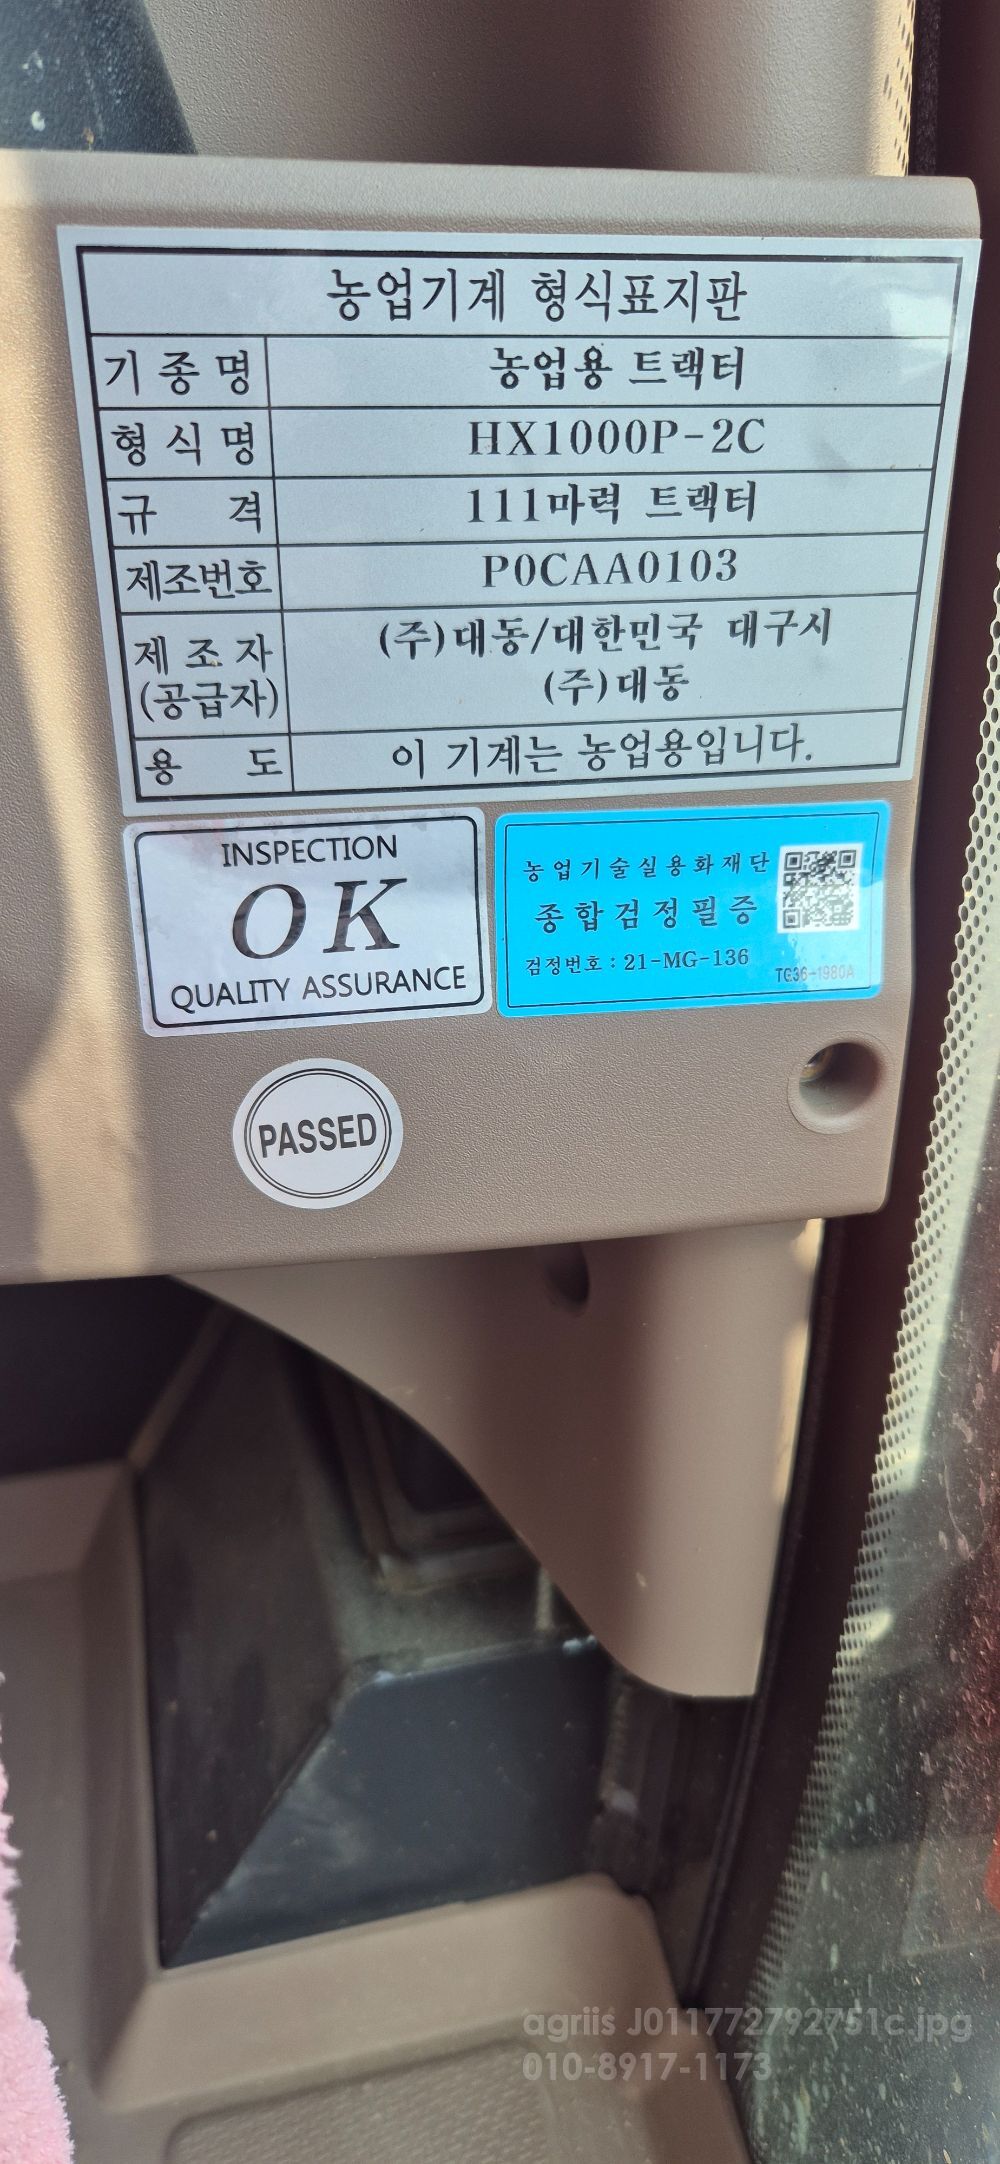 농업기계 형식표지판
기종명 농업용 트랙터
형식명 HX1000P-2C
규격 111마력 트랙터
제조번호 P0CAA0103
제조자 (주)대동/대한민국 대구시
(공급자) (주)대동
용도 이 기계는 농업용입니다.
INSPECTION
OK
QUALITY ASSURANCE
농업기술실용화재단
종합검정필증
검정번호 : 21-MG-136
TG36-1980A
PASSED
agriis J011772792751c.jpg
010-8917-1173